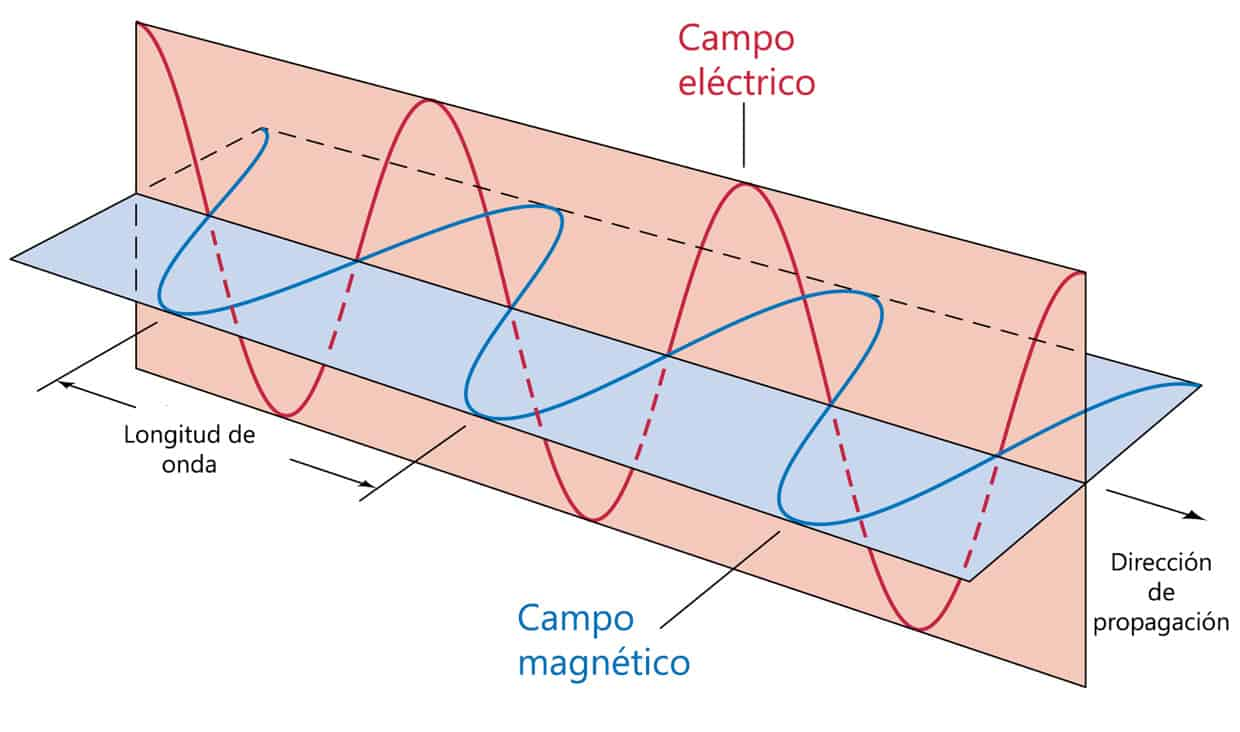 Campo
eléctrico
Longitud de
onda
Dirección
de
propagación
Campo
magnético